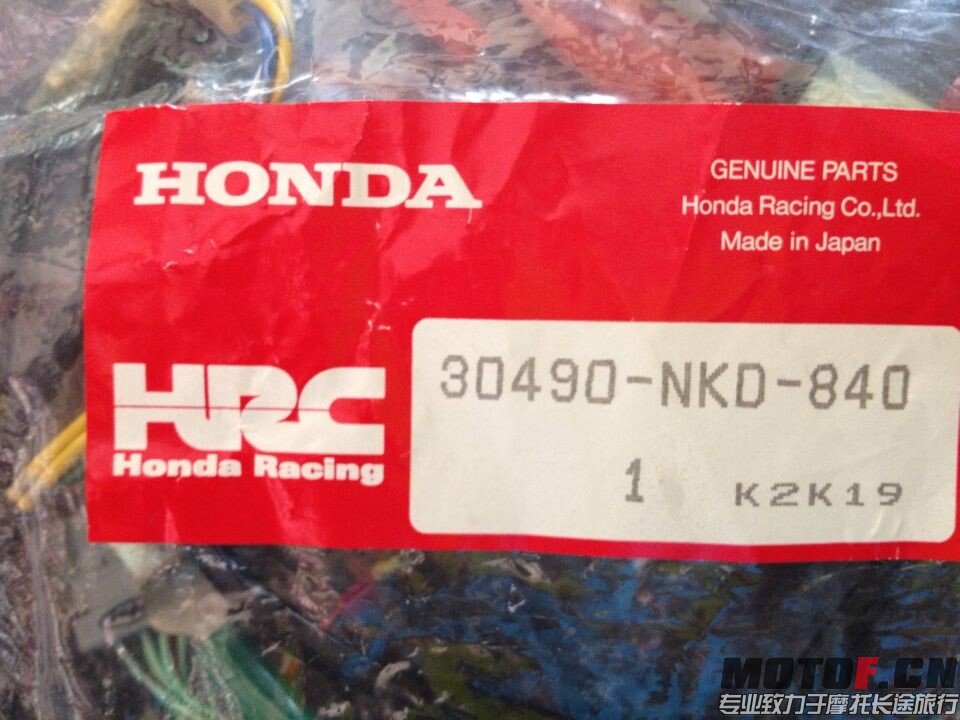 HONDA
GENUINE PARTS
Honda Racing Co.,Ltd.
Made in Japan
HRC
Honda Racing
30490-NKD-840
1 K2K19
MOTOF.CN
专业致力于摩托长途旅行